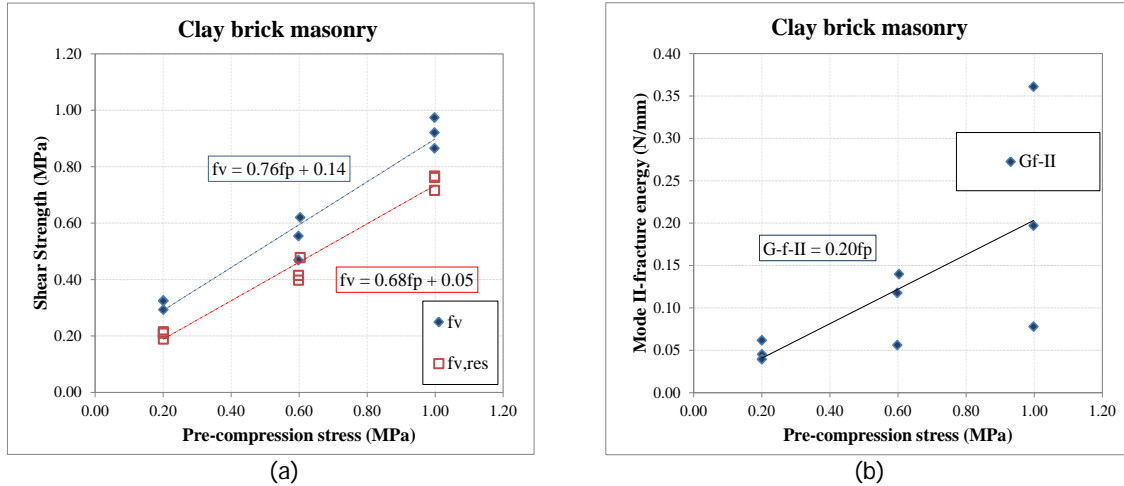 Clay brick masonry
1.20
1.00
0.80
0.60
0.40
0.20
0.00
Shear Strength (MPa)
fv = 0.76fp + 0.14
fv = 0.68fp + 0.05
fv
fv,res
0.00 0.20 0.40 0.60 0.80 1.00 1.20
Pre-compression stress (MPa)
(a)
Clay brick masonry
0.40
0.35
0.30
0.25
0.20
0.15
0.10
0.05
0.00
Mode II-fracture energy (N/mm)
Gf-II
G-f-II = 0.20fp
0.00 0.20 0.40 0.60 0.80 1.00 1.20
Pre-compression stress (MPa)
(b)